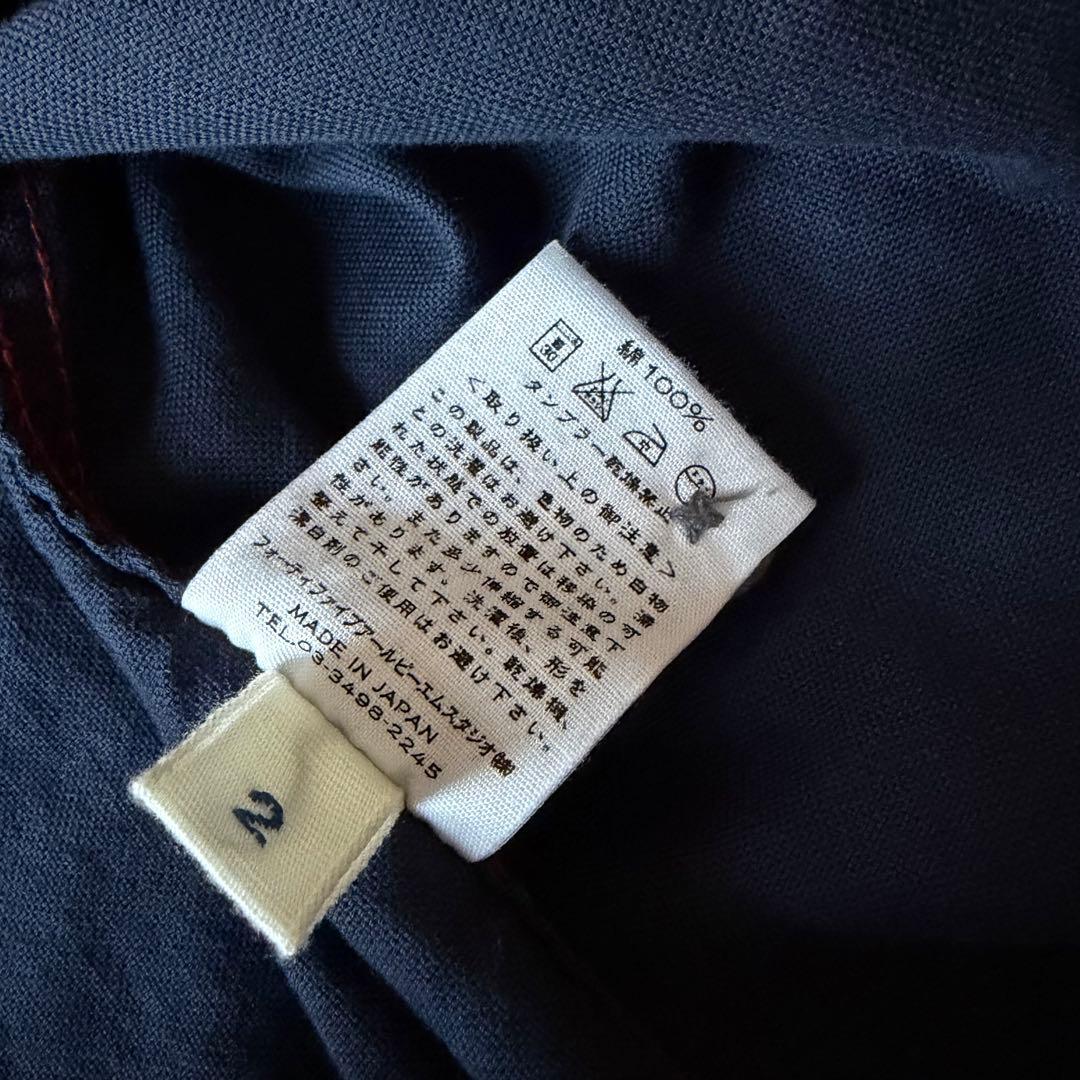 綿 100%
弱 30
タンブラー乾燥禁止
<取り扱い上の御注意>
この製品は、色物のため白物
との洗濯はお避け下さい。濡
れた状態での放置は移染の可
能性がありますので御注意下
さい。また多少伸縮する可能
性があります。洗濯後、形を
整えて干して下さい。乾燥機、
漂白剤のご使用はお避け下さい。
フォーティファイブアールピーエムスタジオ㈱
MADE IN JAPAN
TEL.03-3498-2245
2